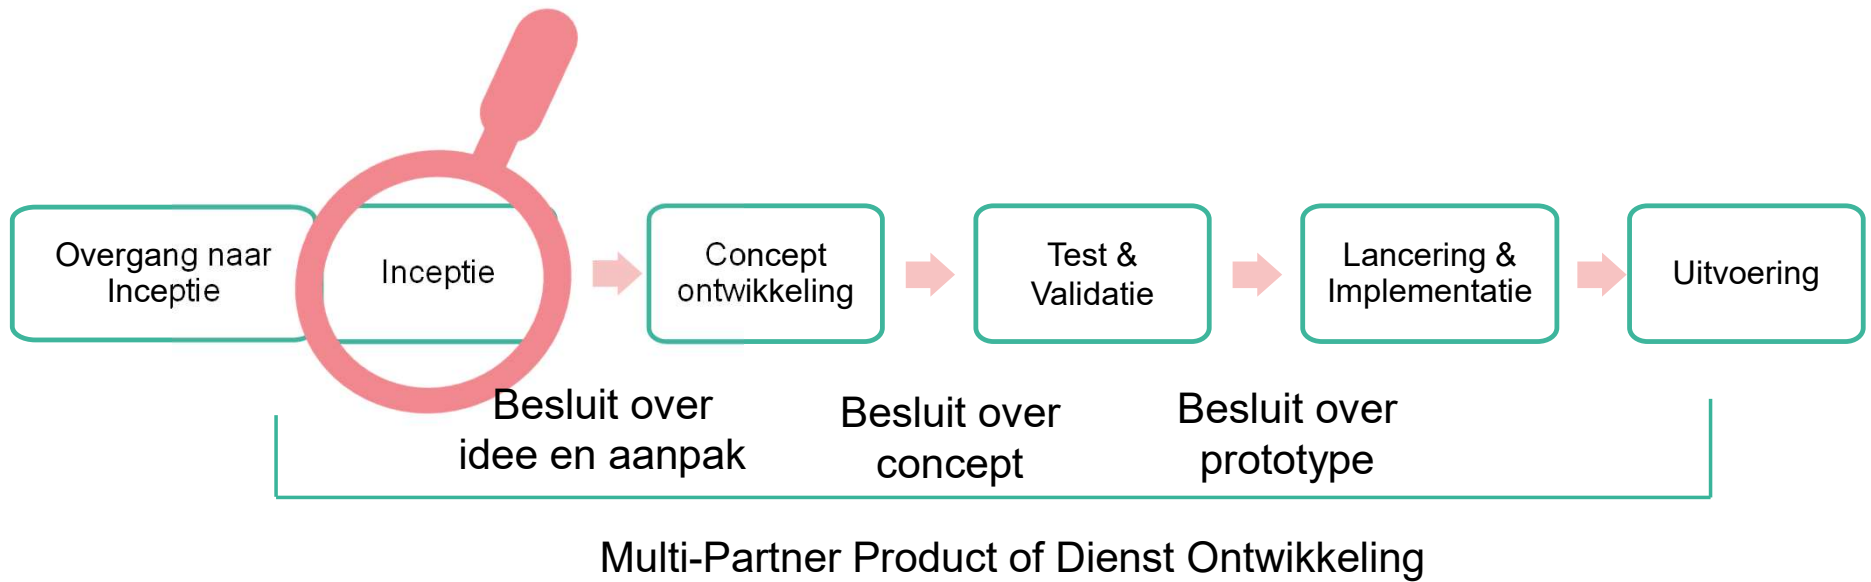 Overgang naar
Inceptie
Inceptie
Concept
ontwikkeling
Test &
Validatie
Lancering &
Implementatie
Uitvoering
Besluit over
idee en aanpak
Besluit over
concept
Besluit over
prototype
Multi-Partner Product of Dienst Ontwikkeling